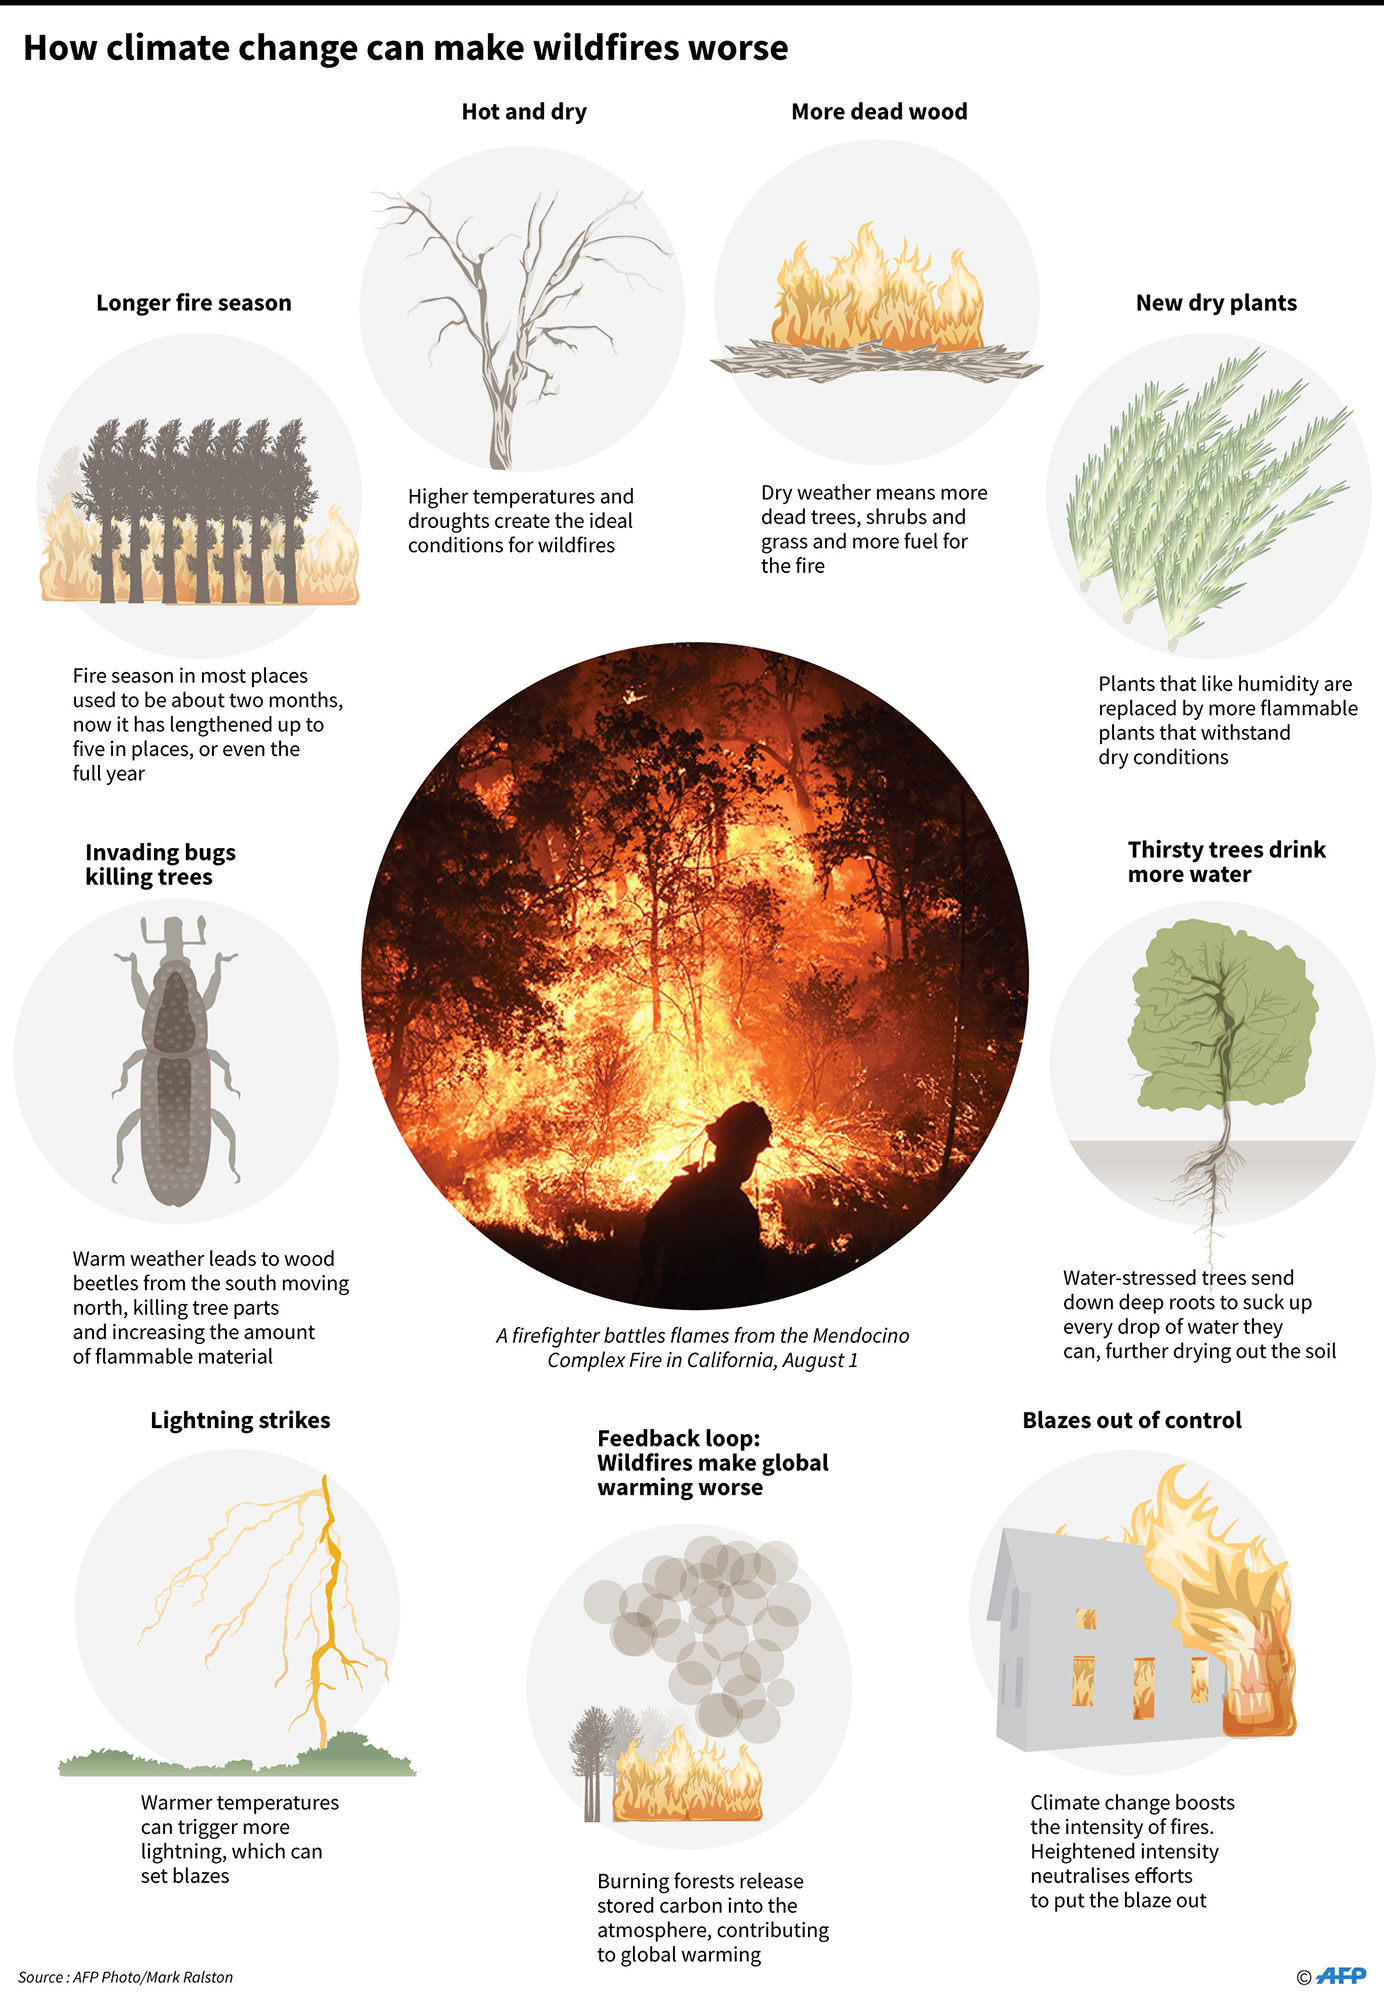 How climate change can make wildfires worse
Hot and dry
Higher temperatures and
droughts create the ideal
conditions for wildfires
More dead wood
Dry weather means more
dead trees, shrubs and
grass and more fuel for
the fire
Longer fire season
Fire season in most places
used to be about two months,
now it has lengthened up to
five in places, or even the
full year
New dry plants
Plants that like humidity are
replaced by more flammable
plants that withstand
dry conditions
Invading bugs
killing trees
Warm weather leads to wood
beetles from the south moving
north, killing tree parts
and increasing the amount
of flammable material
A firefighter battles flames from the Mendocino
Complex Fire in California, August 1
Thirsty trees drink
more water
Water-stressed trees send
down deep roots to suck up
every drop of water they
can, further drying out the soil
Lightning strikes
Warmer temperatures
can trigger more
lightning, which can
set blazes
Feedback loop:
Wildfires make global
warming worse
Burning forests release
stored carbon into the
atmosphere, contributing
to global warming
Blazes out of control
Climate change boosts
the intensity of fires.
Heightened intensity
neutralises efforts
to put the blaze out
Source : AFP Photo/Mark Ralston
© AFP